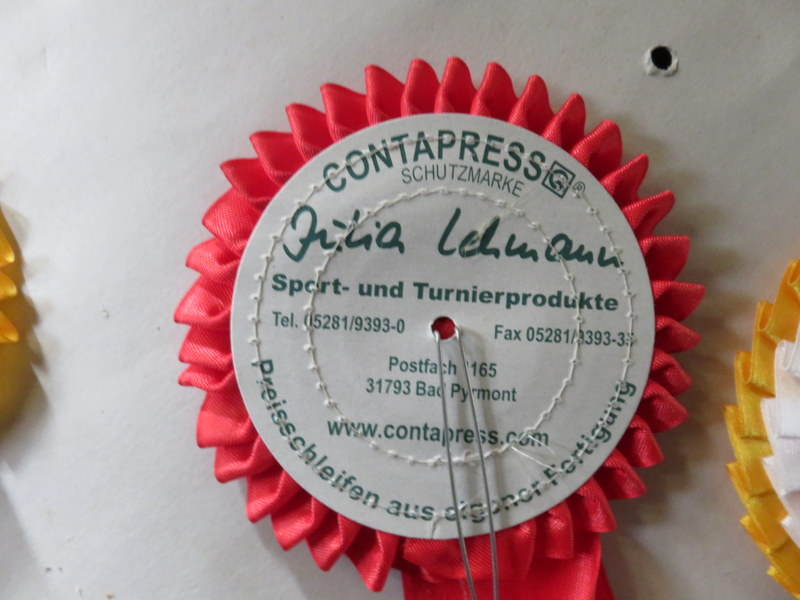 CONTAPRESS ®
SCHUTZMARKE
Julia Lehmann
Sport- und Turnierprodukte
Tel. 05281/9393-0
Fax 05281/9393-33
Postfach 1165
31793 Bad Pyrmont
www.contapress.com
Preisschleifen aus eigener Fertigung